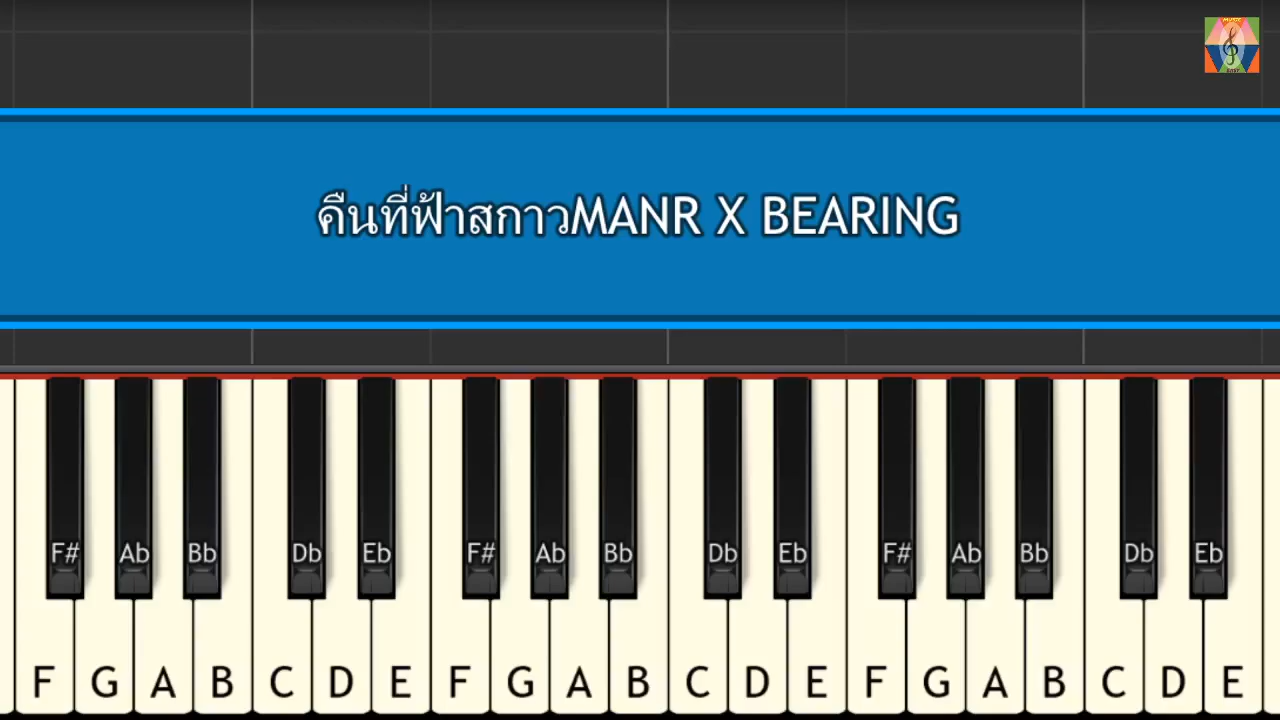 คืนที่ฟ้าสกาวMANR X BEARING
F# Ab Bb Db Eb F# Ab Bb Db Eb F# Ab Bb Db Eb
F G A B C D E F G A B C D E F G A B C D E